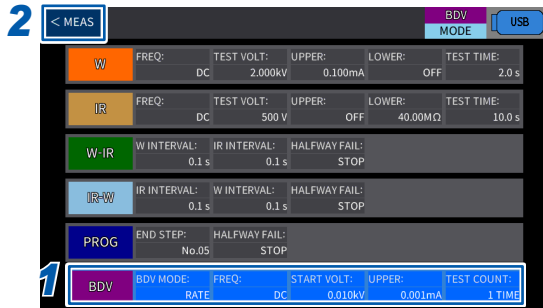 2
< MEAS
BDV
MODE
USB
W
FREQ: TEST VOLT: UPPER: LOWER: TEST TIME:
DC 2.000kV 0.100mA OFF 2.0 s
IR
FREQ: TEST VOLT: UPPER: LOWER: TEST TIME:
DC 500 V OFF 40.00MΩ 10.0 s
W-IR
W INTERVAL: IR INTERVAL: HALFWAY FAIL:
0.1 s 0.1 s STOP
IR-W
IR INTERVAL: W INTERVAL: HALFWAY FAIL:
0.1 s 0.1 s STOP
PROG
END STEP: HALFWAY FAIL:
No.05 STOP
1
BDV
BDV MODE: FREQ: START VOLT: UPPER: TEST COUNT:
RATE DC 0.010kV 0.001mA 1 TIME